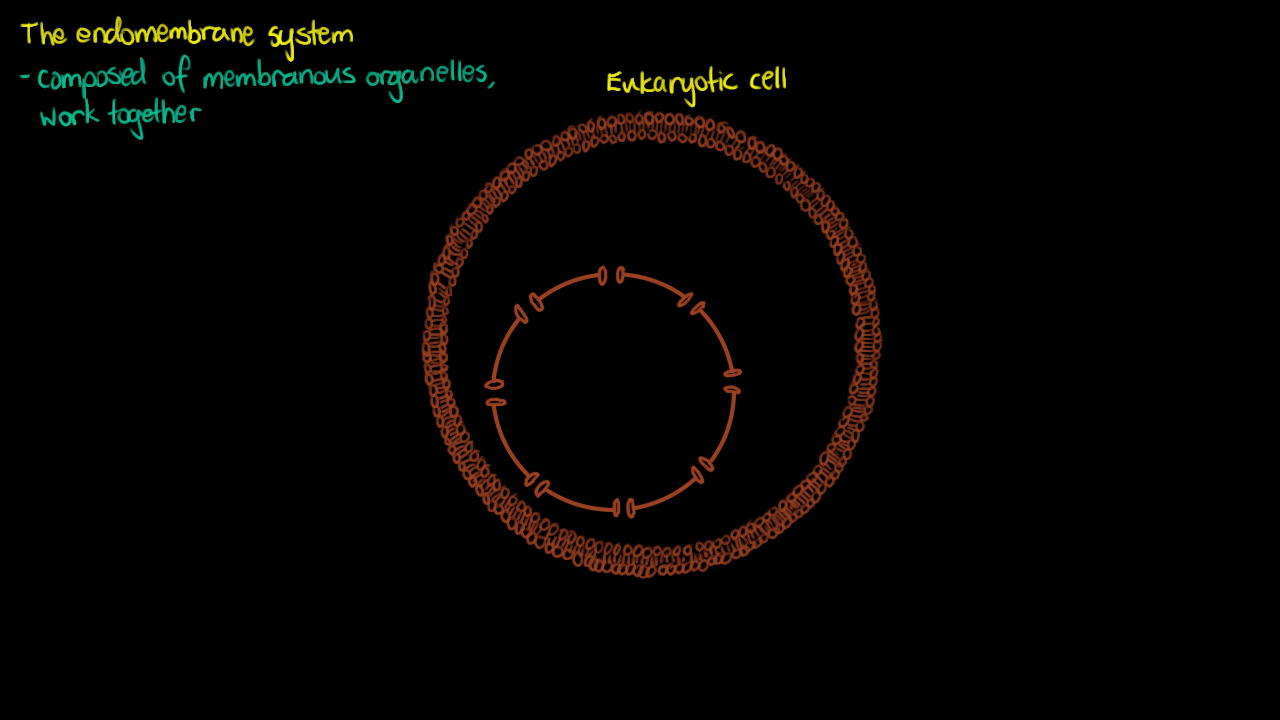 The endomembrane system
- composed of membranous organelles,
work together
Eukaryotic cell